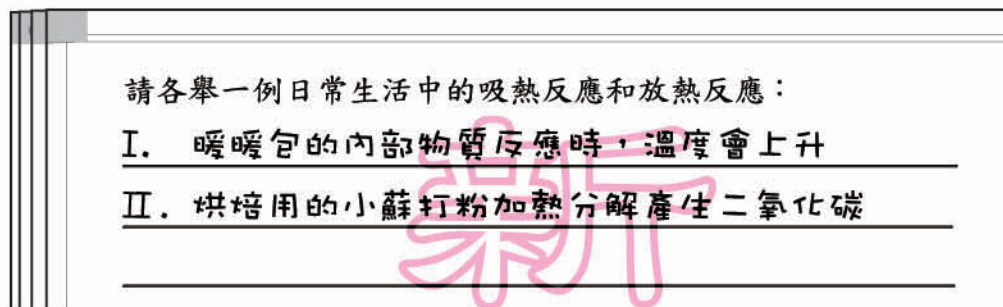 請各舉一例日常生活中的吸熱反應和放熱反應：
I. 暖暖包的內部物質反應時，溫度會上升
II. 烘焙用的小蘇打粉加熱分解產生二氧化碳